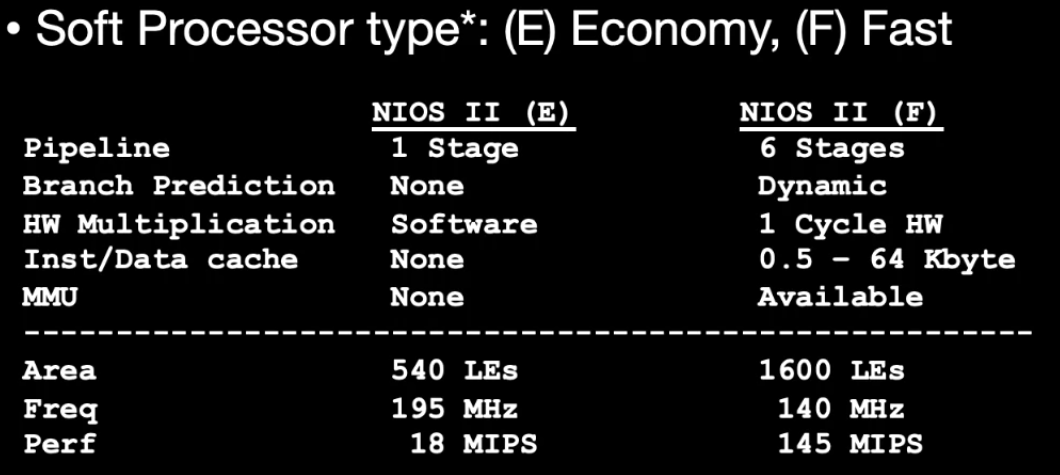 • Soft Processor type*: (E) Economy, (F) Fast
NIOS II (E) NIOS II (F)
Pipeline 1 Stage 6 Stages
Branch Prediction None Dynamic
HW Multiplication Software 1 Cycle HW
Inst/Data cache None 0.5 – 64 Kbyte
MMU None Available
-------------------------------------------------------
Area 540 LEs 1600 LEs
Freq 195 MHz 140 MHz
Perf 18 MIPS 145 MIPS